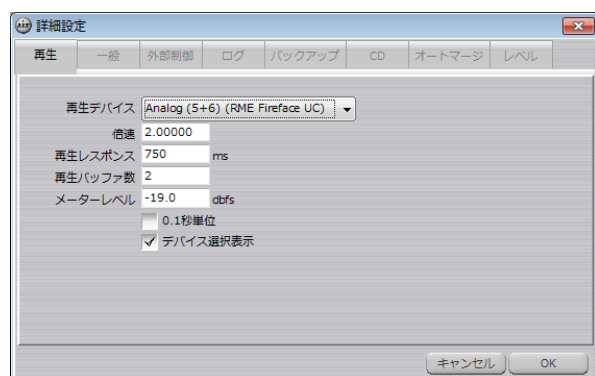 詳細設定
再生 一般 外部制御 ログ バックアップ CD オートマージ レベル
再生デバイス Analog (5+6) (RME Fireface UC)
倍速 2.00000
再生レスポンス 750 ms
再生バッファ数 2
メーターレベル -19.0 dbfs
0.1秒単位
デバイス選択表示
キャンセル OK